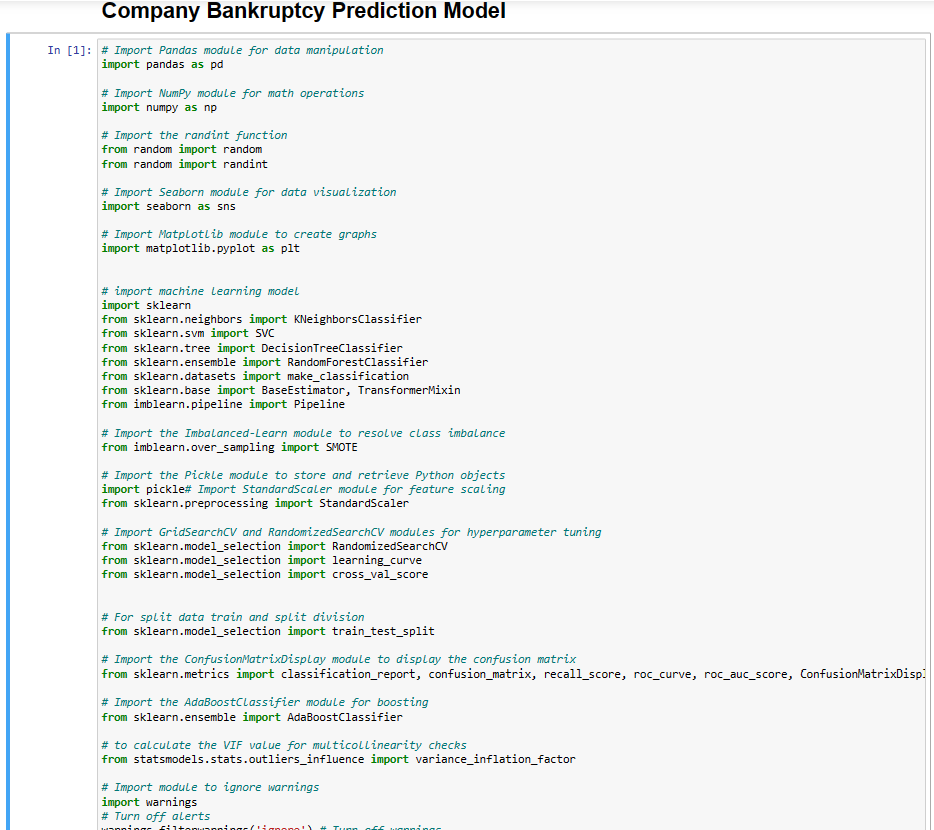 Company Bankruptcy Prediction Model
In [1]: # Import Pandas module for data manipulation
import pandas as pd
# Import NumPy module for math operations
import numpy as np
# Import the randint function
from random import random
from random import randint
# Import Seaborn module for data visualization
import seaborn as sns
# Import Matplotlib module to create graphs
import matplotlib.pyplot as plt
# import machine learning model
import sklearn
from sklearn.neighbors import KNeighborsClassifier
from sklearn.svm import SVC
from sklearn.tree import DecisionTreeClassifier
from sklearn.ensemble import RandomForestClassifier
from sklearn.datasets import make_classification
from sklearn.base import BaseEstimator, TransformerMixin
from imblearn.pipeline import Pipeline
# Import the Imbalanced-Learn module to resolve class imbalance
from imblearn.over_sampling import SMOTE
# Import the Pickle module to store and retrieve Python objects
import pickle# Import StandardScaler module for feature scaling
from sklearn.preprocessing import StandardScaler
# Import GridSearchCV and RandomizedSearchCV modules for hyperparameter tuning
from sklearn.model_selection import RandomizedSearchCV
from sklearn.model_selection import learning_curve
from sklearn.model_selection import cross_val_score
# For split data train and split division
from sklearn.model_selection import train_test_split
# Import the ConfusionMatrixDisplay module to display the confusion matrix
from sklearn.metrics import classification_report, confusion_matrix, recall_score, roc_curve, roc_auc_score, ConfusionMatrixDispl
# Import the AdaBoostClassifier module for boosting
from sklearn.ensemble import AdaBoostClassifier
# to calculate the VIF value for multicollinearity checks
from statsmodels.stats.outliers_influence import variance_inflation_factor
# Import module to ignore warnings
import warnings
# Turn off alerts
warnings.filterwarnings('ignore') # Turn off warnings